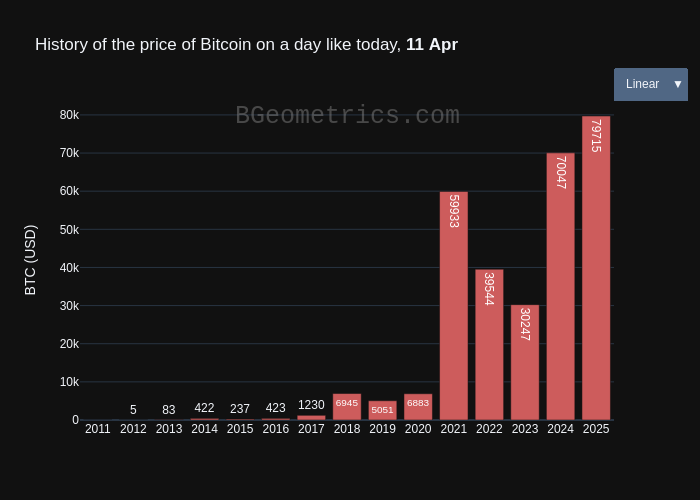 History of the price of Bitcoin on a day like today, 11 Apr
Linear ▼
BGeometrics.com
BTC (USD)
80k
70k
60k
50k
40k
30k
20k
10k
0
5
83
422
237
423
1230
6945
5051
6883
59933
39544
30247
70047
79715
2011 2012 2013 2014 2015 2016 2017 2018 2019 2020 2021 2022 2023 2024 2025